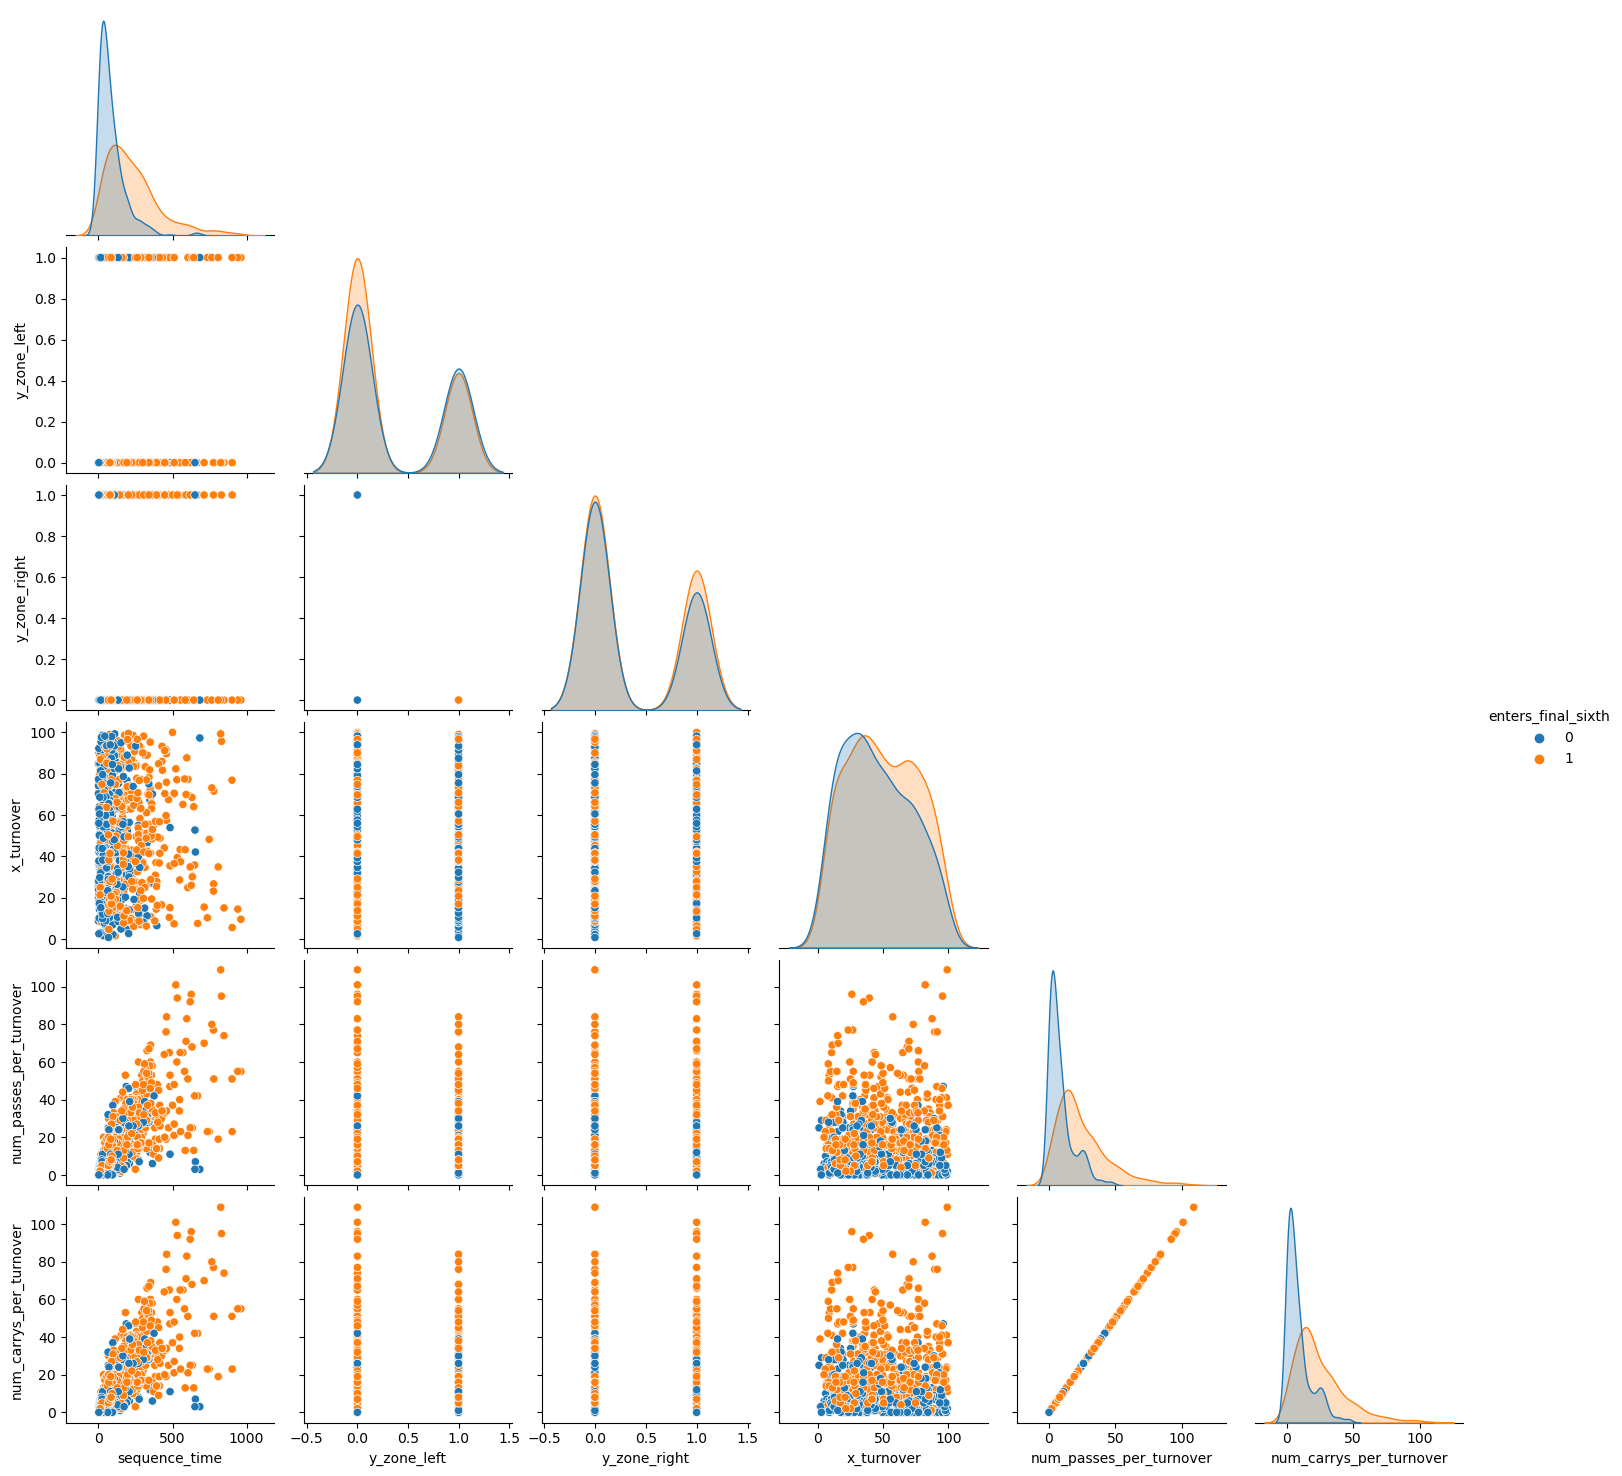 1.0
0.8
0.6
0.4
0.2
0.0
y_zone_left
1.0
0.8
0.6
0.4
0.2
0.0
y_zone_right
enters_final_sixth
0
1
100
80
60
40
20
0
x_turnover
100
80
60
40
20
0
num_passes_per_turnover
100
80
60
40
20
0
num_carrys_per_turnover
0 500 1000
−0.5 0.0 0.5 1.0 1.5
−0.5 0.0 0.5 1.0 1.5
0 50 100
0 50 100
0 50 100
sequence_time
y_zone_left
y_zone_right
x_turnover
num_passes_per_turnover
num_carrys_per_turnover